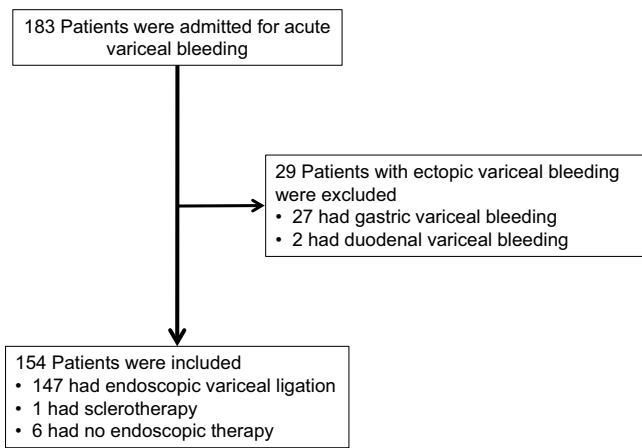 183 Patients were admitted for acute
variceal bleeding
29 Patients with ectopic variceal bleeding
were excluded
• 27 had gastric variceal bleeding
• 2 had duodenal variceal bleeding
154 Patients were included
• 147 had endoscopic variceal ligation
• 1 had sclerotherapy
• 6 had no endoscopic therapy